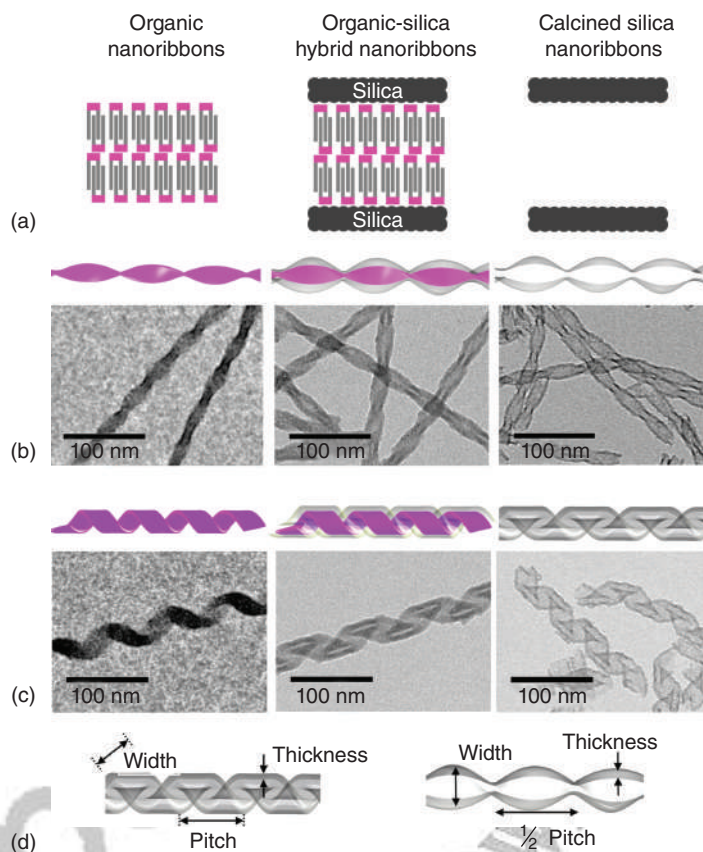 Organic
nanoribbons
Organic-silica
hybrid nanoribbons
Calcined silica
nanoribbons
Silica
Silica
(a)
100 nm
100 nm
100 nm
(b)
100 nm
100 nm
100 nm
(c)
Width
Thickness
Pitch
Width
Thickness
½ Pitch
(d)